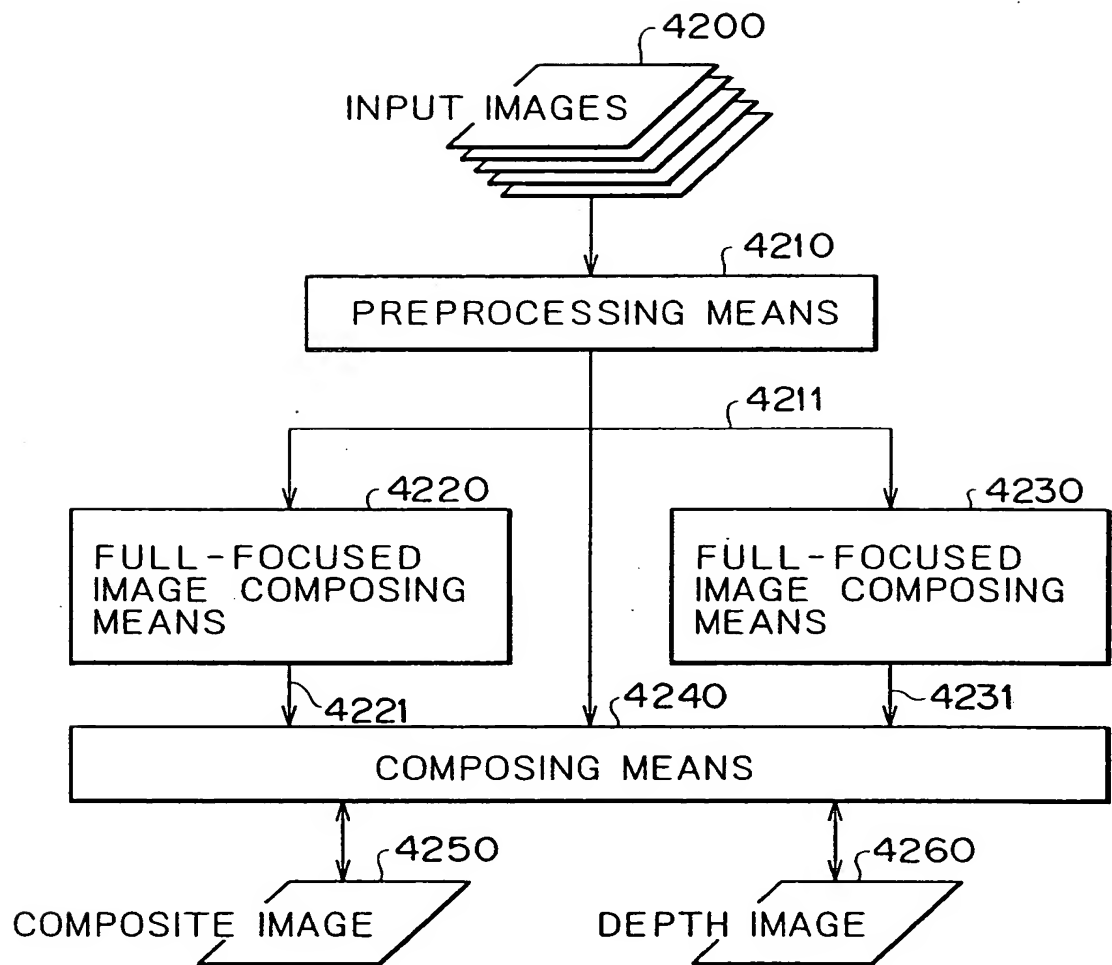 4200
INPUT IMAGES
4210
PREPROCESSING MEANS
4211
4220
4230
FULL-FOCUSED
IMAGE COMPOSING
MEANS
FULL-FOCUSED
IMAGE COMPOSING
MEANS
4221
4240
4231
COMPOSING MEANS
4250
4260
COMPOSITE IMAGE
DEPTH IMAGE